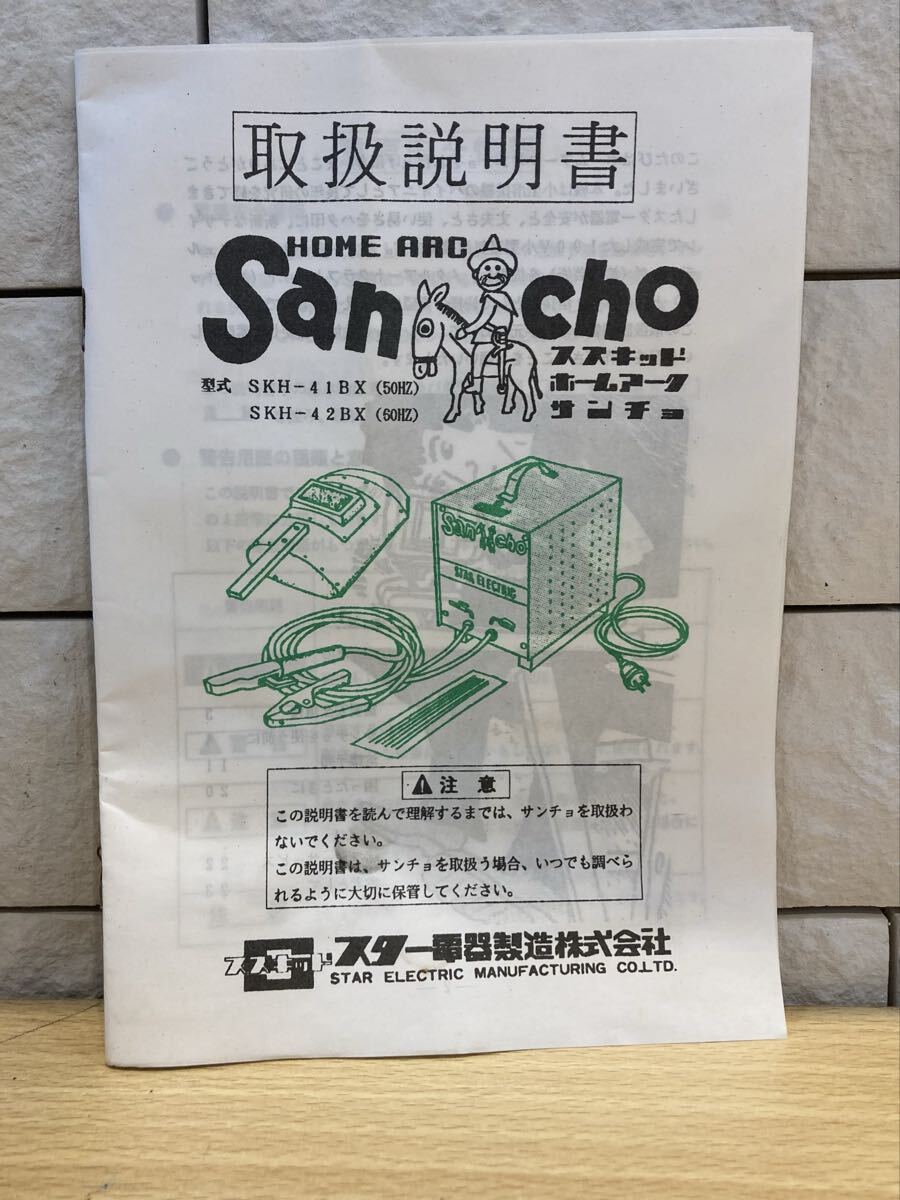 取扱説明書
HOME ARC
Sancho
スズキッド
ホームアーク
サンチョ
型式 SKH-41BX (50HZ)
SKH-42BX (60HZ)
Sancho
STAR ELECTRIC
⚠注意
この説明書を読んで理解するまでは、サンチョを取扱わ
ないでください。
この説明書は、サンチョを取扱う場合、いつでも調べら
れるように大切に保管してください。
スズキッド スター電器製造株式会社
STAR ELECTRIC MANUFACTURING CO.,LTD.